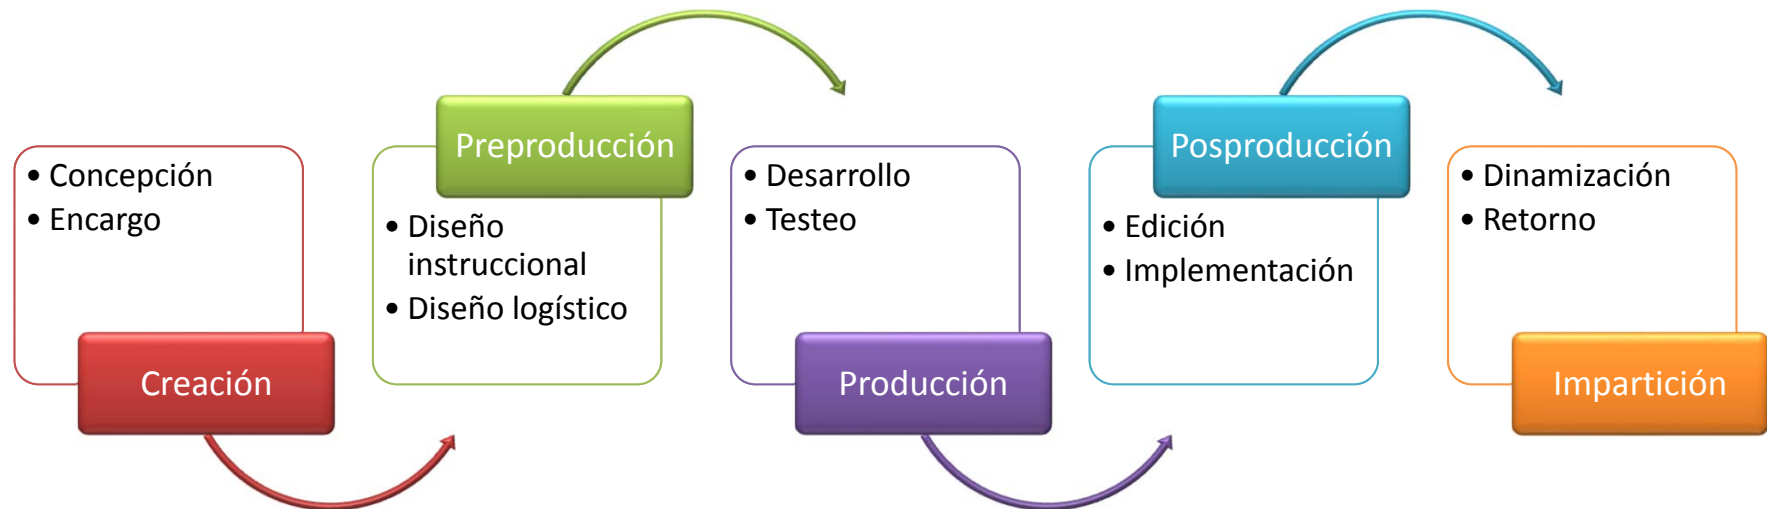 • Concepción
• Encargo
Creación
Preproducción
• Diseño
instruccional
• Diseño logístico
• Desarrollo
• Testeo
Producción
Posproducción
• Edición
• Implementación
• Dinamización
• Retorno
Impartición